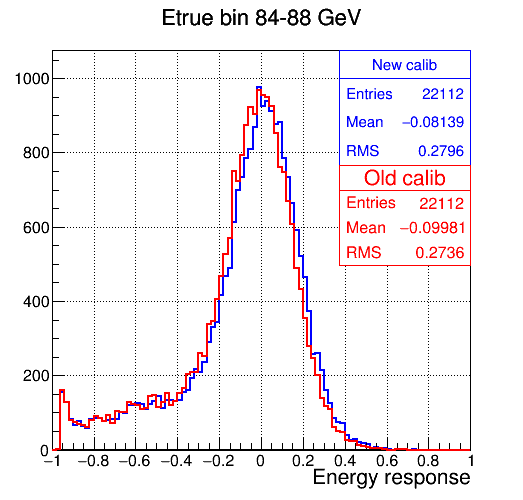 Etrue bin 84-88 GeV
New calib
Entries 22112
Mean −0.08139
RMS 0.2796
Old calib
Entries 22112
Mean −0.09981
RMS 0.2736
1000
800
600
400
200
0
−1 −0.8 −0.6 −0.4 −0.2 0 0.2 0.4 0.6 0.8 1
Energy response